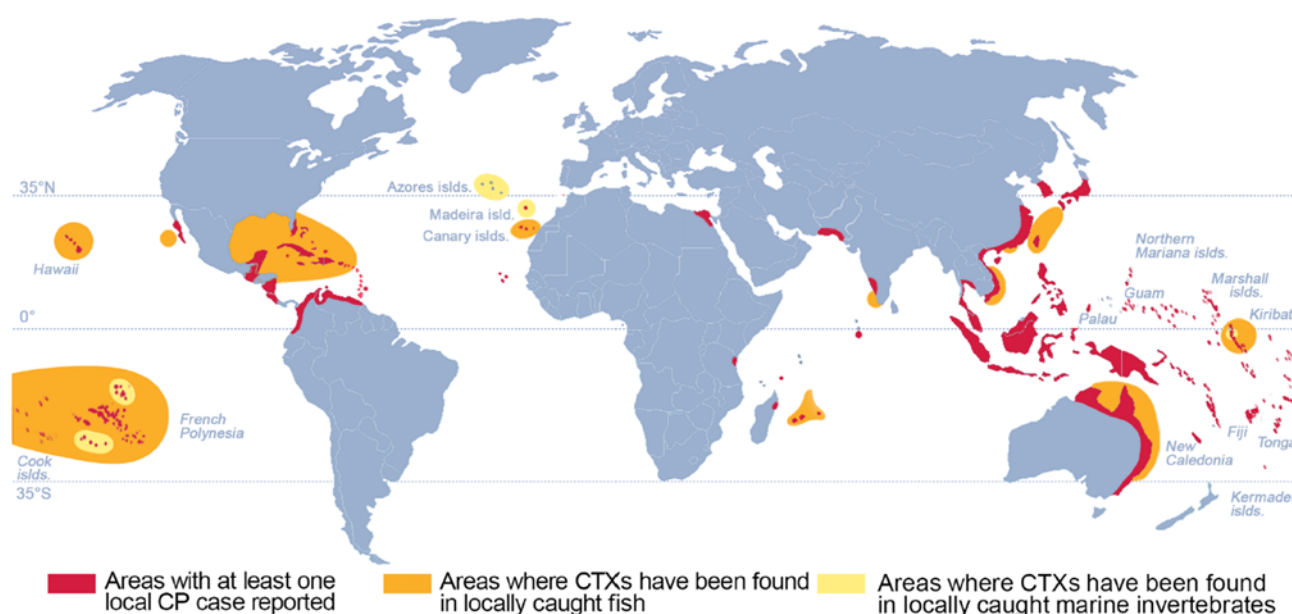 35°N
Azores islds.
Madeira isld.
Canary islds.
Hawaii
Northern
Mariana islds.
Marshall
islds.
Guam
Kiribati
Palau
0°
French
Polynesia
Cook
islds.
35°S
Fiji
Tonga
New
Caledonia
Kermadec
islds.
Areas with at least one
local CP case reported
Areas where CTXs have been found
in locally caught fish
Areas where CTXs have been found
in locally caught marine invertebrates